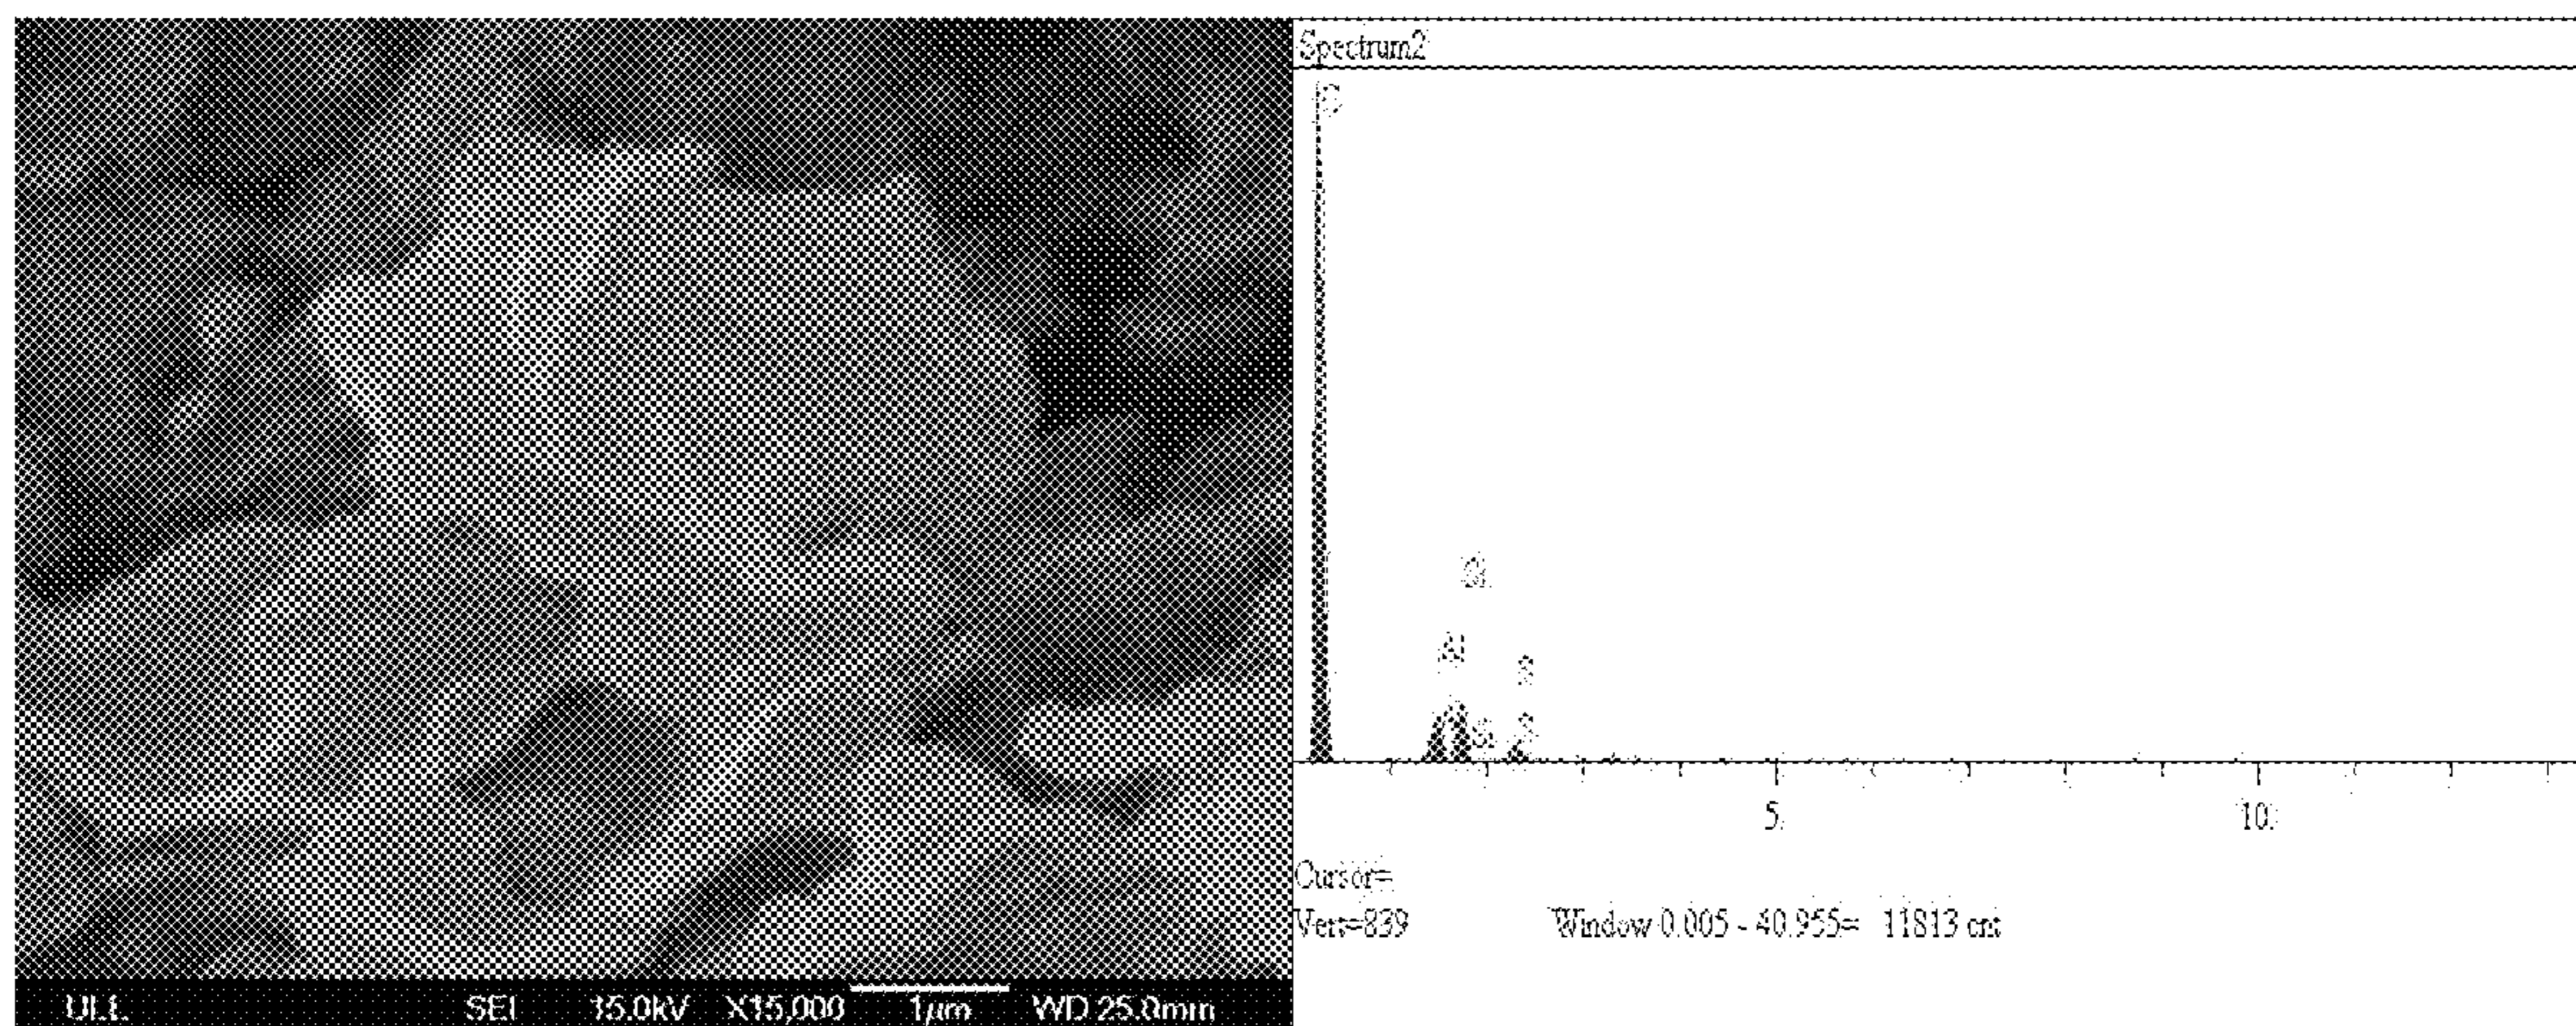 Spectrum2
C
Si
Al
S
Si
S
5.
10.
Cursor=
Vert=839 Window 0.005 - 40.955= 11813 cnt
ULL SEI 15.0kV X15,000 1µm WD 25.0mm